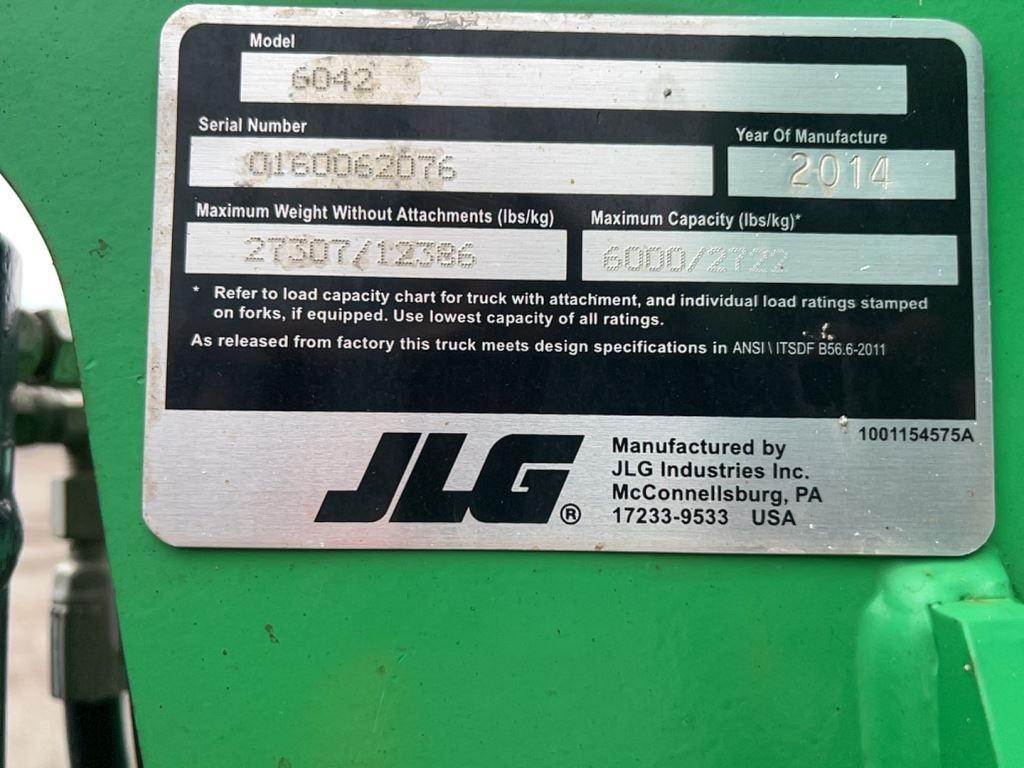 Model
6042
Serial Number
0160062076
Year Of Manufacture
2014
Maximum Weight Without Attachments (lbs/kg)
27307/12386
Maximum Capacity (lbs/kg)*
6000/2722
* Refer to load capacity chart for truck with attachment, and individual load ratings stamped
on forks, if equipped. Use lowest capacity of all ratings.
As released from factory this truck meets design specifications in ANSI \ ITSDF B56.6-2011
1001154575A
JLG®
Manufactured by
JLG Industries Inc.
McConnellsburg, PA
17233-9533 USA